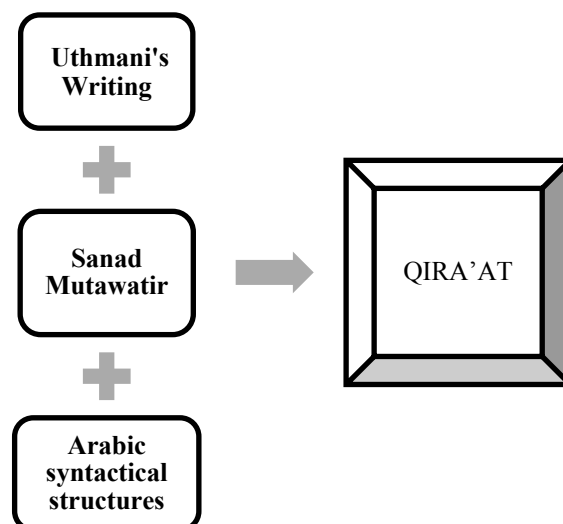 Uthmani's
Writing
Sanad
Mutawatir
QIRA’AT
Arabic
syntactical
structures